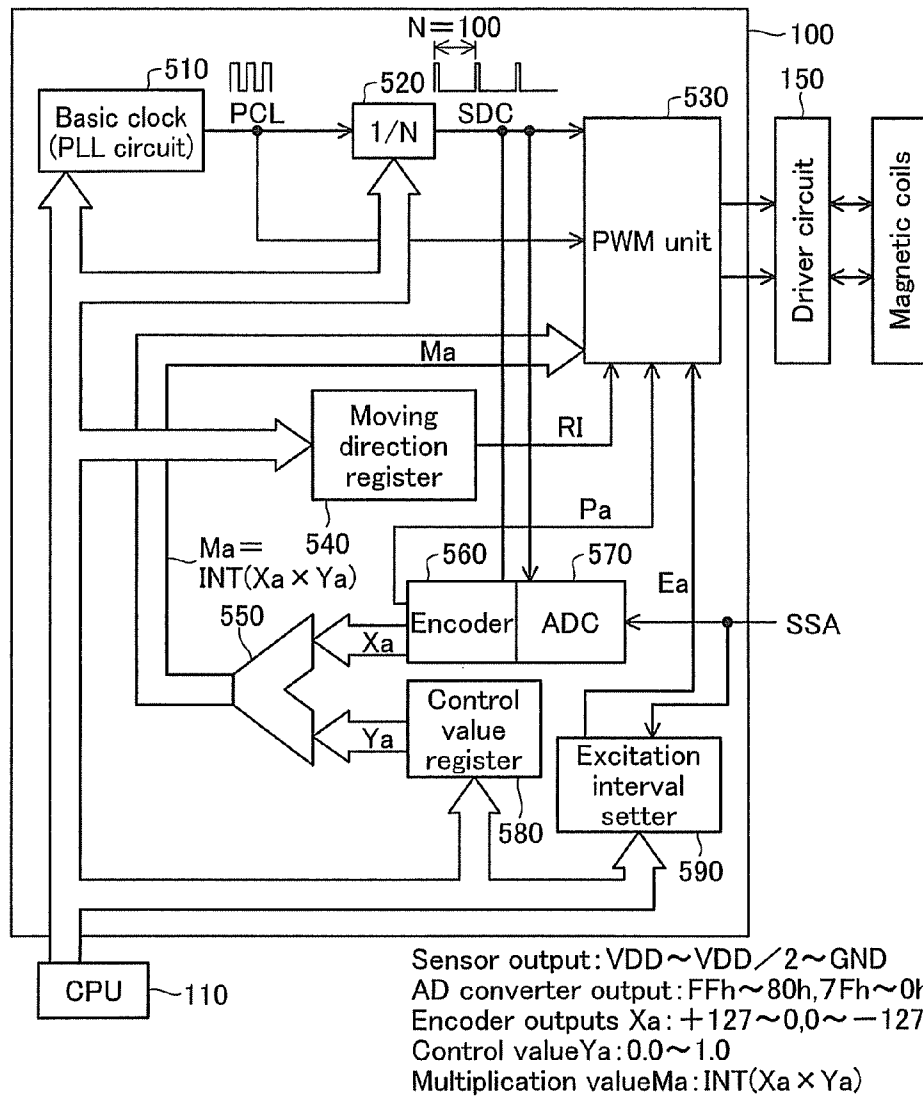 N=100
100
510
520
530
150
PCL
SDC
Basic clock
(PLL circuit)
1/N
PWM unit
Driver circuit
Magnetic coils
Ma
Moving
direction
register
RI
540
Pa
Ma=
INT(Xa×Ya)
560
570
Ea
550
Encoder
ADC
SSA
Xa
Control
value
register
Ya
580
Excitation
interval
setter
590
CPU
110
Sensor output:VDD～VDD／2～GND
AD converter output:FFh～80h,7Fh～0h
Encoder outputs Xa:＋127～0,0～－127
Control valueYa:0.0～1.0
Multiplication valueMa:INT(Xa×Ya)